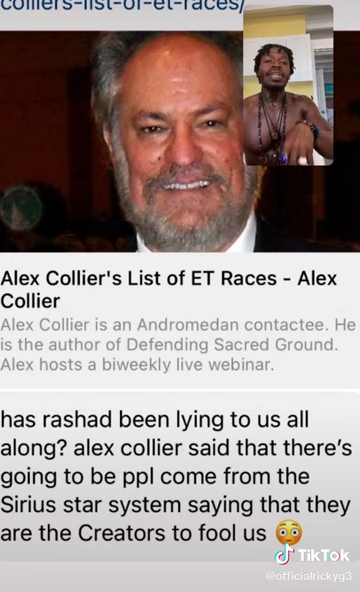 colliers-list-of-et-races/
Alex Collier's List of ET Races - Alex
Collier
Alex Collier is an Andromedan contactee. He
is the author of Defending Sacred Ground.
Alex hosts a biweekly live webinar.
has rashad been lying to us all
along? alex collier said that there's
going to be ppl come from the
Sirius star system saying that they
are the Creators to fool us 😳
TikTok
@officialrickyg3